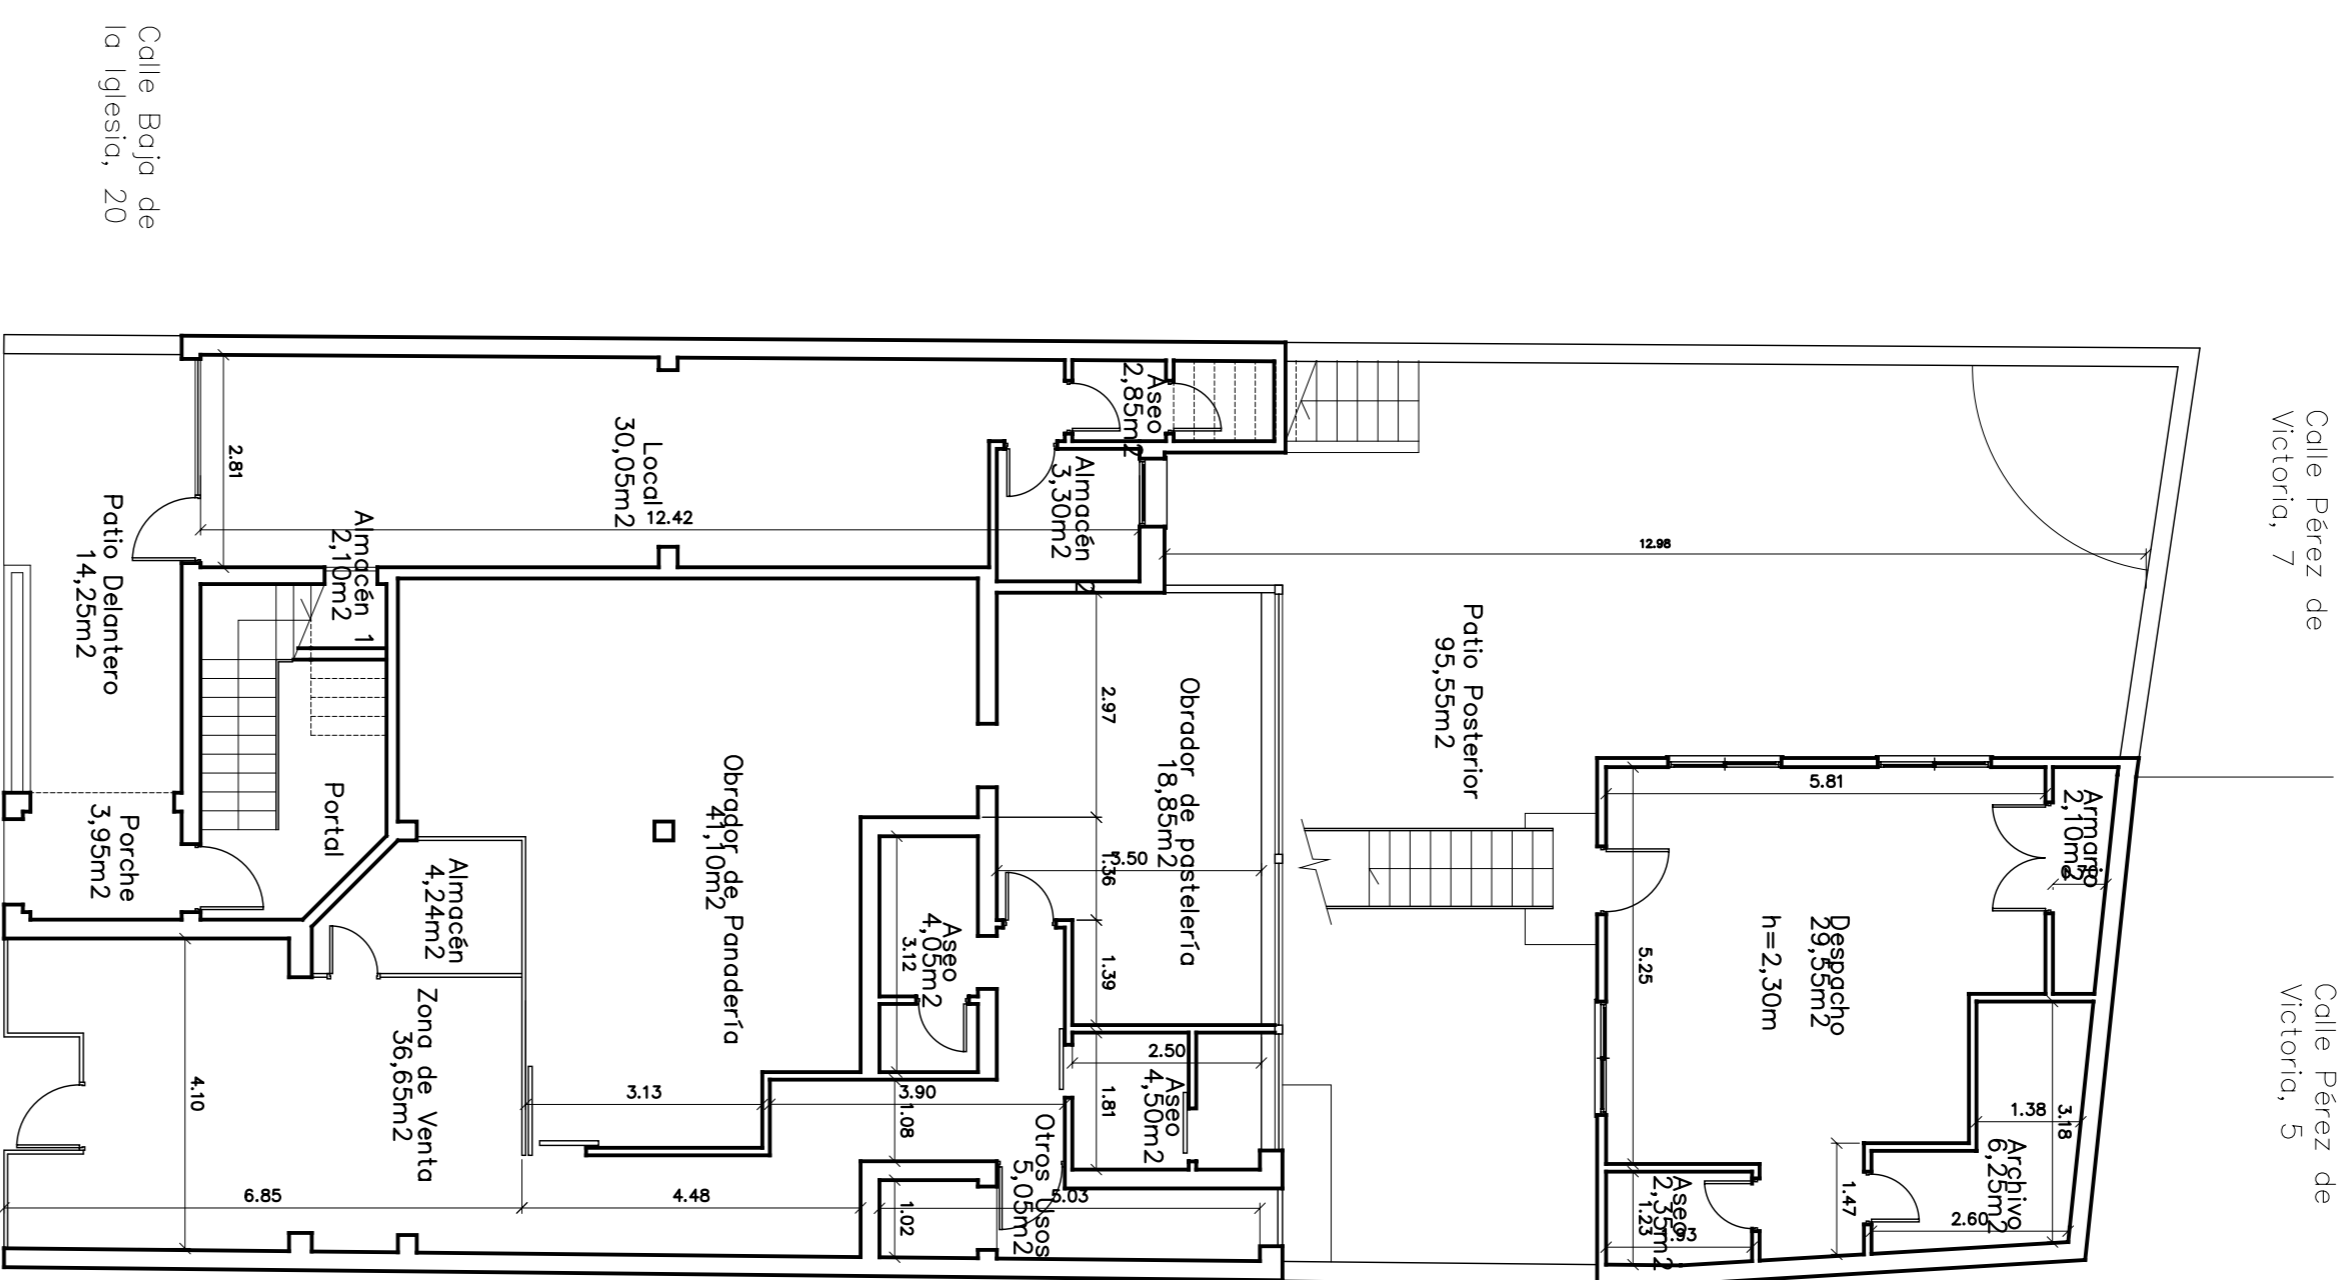 Calle Baja de
la Iglesia, 20
Calle Pérez de
Victoria, 7
Calle Pérez de
Victoria, 5
Patio Delantero
14,25m2
Porche
3,95m2
Portal
Almacén 1
2,10m2
Local
30,05m2
Aseo
2,85m2
Almacén 2
3,30m2
Almacén
4,24m2
Zona de Venta
36,65m2
Obrador de Panadería
41,10m2
Aseo
4,05m2
Obrador de pastelería
18,85m2
Aseo
4,50m2
Otros Usos
5,05m2
Patio Posterior
95,55m2
Despacho
29,55m2
h=2,30m
Armario
2,10m2
Archivo
6,25m2
Aseo
2,35m2
2.81
12.42
12.98
2.97
1.36
1.39
1.81
2.50
3.12
3.13
3.90
1.08
1.02
5.03
4.10
6.85
4.48
5.81
5.25
1.38
3.18
2.60
1.47
1.23